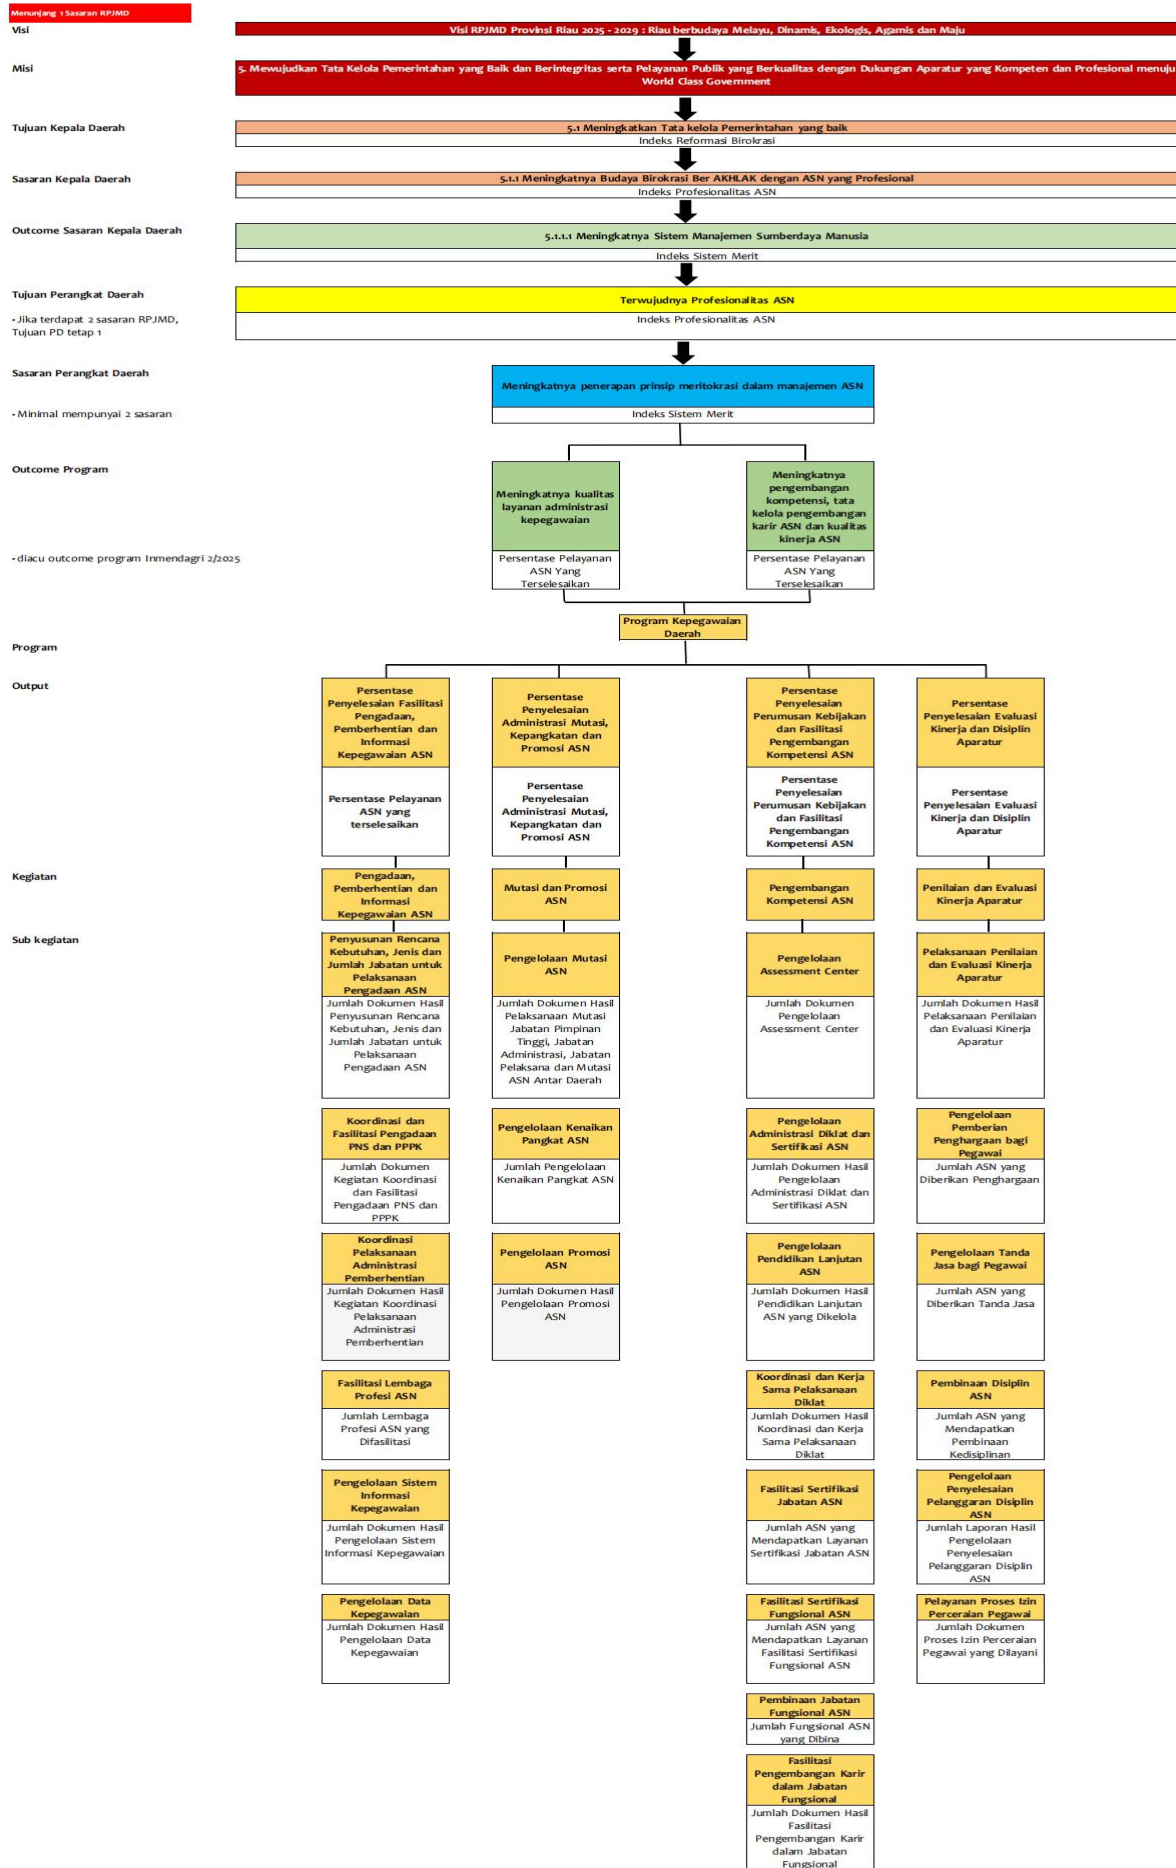 Menunjang 1 Sasaran RPJMD
Visi
Visi RPJMD Provinsi Riau 2025 - 2029 : Riau berbudaya Melayu, Dinamis, Ekologis, Agamis dan Maju
Misi
5. Mewujudkan Tata Kelola Pemerintahan yang Baik dan Berintegritas serta Pelayanan Publik yang Berkualitas dengan Dukungan Aparatur yang Kompeten dan Profesional menuju
World Class Government
Tujuan Kepala Daerah
5.1 Meningkatkan Tata kelola Pemerintahan yang baik
Indeks Reformasi Birokrasi
Sasaran Kepala Daerah
5.1.1 Meningkatnya Budaya Birokrasi Ber AKHLAK dengan ASN yang Profesional
Indeks Profesionalitas ASN
Outcome Sasaran Kepala Daerah
5.1.1.1 Meningkatnya Sistem Manajemen Sumberdaya Manusia
Indeks Sistem Merit
Tujuan Perangkat Daerah
Terwujudnya Profesionalitas ASN
- Jika terdapat 2 sasaran RPJMD,
Tujuan PD tetap 1
Indeks Profesionalitas ASN
Sasaran Perangkat Daerah
Meningkatnya penerapan prinsip meritokrasi dalam manajemen ASN
- Minimal mempunyai 2 sasaran
Indeks Sistem Merit
Outcome Program
Meningkatnya kualitas
layanan administrasi
kepegawaian
Meningkatnya
pengembangan
kompetensi, tata
kelola pengembangan
karir ASN dan kualitas
kinerja ASN
- diacu outcome program Inmendagri 2/2025
Persentase Pelayanan
ASN Yang
Terselesaikan
Persentase Pelayanan
ASN Yang
Terselesaikan
Program Kepegawaian
Daerah
Program
Output
Persentase
Penyelesaian Fasilitasi
Pengadaan,
Pemberhentian dan
Informasi
Kepegawaian ASN
Persentase
Penyelesaian
Administrasi Mutasi,
Kepangkatan dan
Promosi ASN
Persentase
Penyelesaian
Perumusan Kebijakan
dan Fasilitasi
Pengembangan
Kompetensi ASN
Persentase
Penyelesaian Evaluasi
Kinerja dan Disiplin
Aparatur
Persentase Pelayanan
ASN yang
terselesaikan
Persentase
Penyelesaian
Administrasi Mutasi,
Kepangkatan dan
Promosi ASN
Persentase
Penyelesaian
Perumusan Kebijakan
dan Fasilitasi
Pengembangan
Kompetensi ASN
Persentase
Penyelesaian Evaluasi
Kinerja dan Disiplin
Aparatur
Kegiatan
Pengadaan,
Pemberhentian dan
Informasi
Kepegawaian ASN
Mutasi dan Promosi
ASN
Pengembangan
Kompetensi ASN
Penilaian dan Evaluasi
Kinerja Aparatur
Sub kegiatan
Penyusunan Rencana
Kebutuhan, Jenis dan
Jumlah Jabatan untuk
Pelaksanaan
Pengadaan ASN
Pengelolaan Mutasi
ASN
Pengelolaan
Assessment Center
Pelaksanaan Penilaian
dan Evaluasi Kinerja
Aparatur
Jumlah Dokumen Hasil
Penyusunan Rencana
Kebutuhan, Jenis dan
Jumlah Jabatan untuk
Pelaksanaan
Pengadaan ASN
Jumlah Dokumen Hasil
Pelaksanaan Mutasi
Jabatan Pimpinan
Tinggi, Jabatan
Administrasi, Jabatan
Pelaksana dan Mutasi
ASN Antar Daerah
Jumlah Dokumen
Pengelolaan
Assessment Center
Jumlah Dokumen Hasil
Pelaksanaan Penilaian
dan Evaluasi Kinerja
Aparatur
Koordinasi dan
Fasilitasi Pengadaan
PNS dan PPPK
Pengelolaan Kenaikan
Pangkat ASN
Pengelolaan
Administrasi Diklat dan
Sertifikasi ASN
Pengelolaan
Pemberian
Penghargaan bagi
Pegawai
Jumlah Dokumen
Kegiatan Koordinasi
dan Fasilitasi
Pengadaan PNS dan
PPPK
Jumlah Pengelolaan
Kenaikan Pangkat ASN
Jumlah Dokumen Hasil
Pengelolaan
Administrasi Diklat dan
Sertifikasi ASN
Jumlah ASN yang
Diberikan Penghargaan
Koordinasi
Pelaksanaan
Administrasi
Pemberhentian
Pengelolaan Promosi
ASN
Pengelolaan
Pendidikan Lanjutan
ASN
Pengelolaan Tanda
Jasa bagi Pegawai
Jumlah Dokumen Hasil
Kegiatan Koordinasi
Pelaksanaan
Administrasi
Pemberhentian
Jumlah Dokumen Hasil
Pengelolaan Promosi
ASN
Jumlah Dokumen Hasil
Pendidikan Lanjutan
ASN yang Dikelola
Jumlah ASN yang
Diberikan Tanda Jasa
Fasilitasi Lembaga
Profesi ASN
Koordinasi dan Kerja
Sama Pelaksanaan
Diklat
Pembinaan Disiplin
ASN
Jumlah Lembaga
Profesi ASN yang
Difasilitasi
Jumlah Dokumen Hasil
Koordinasi dan Kerja
Sama Pelaksanaan
Diklat
Jumlah ASN yang
Mendapatkan
Pembinaan
Kedisiplinan
Pengelolaan Sistem
Informasi
Kepegawaian
Fasilitasi Sertifikasi
Jabatan ASN
Pengelolaan
Penyelesaian
Pelanggaran Disiplin
ASN
Jumlah Dokumen Hasil
Pengelolaan Sistem
Informasi Kepegawaian
Jumlah ASN yang
Mendapatkan Layanan
Sertifikasi Jabatan ASN
Jumlah Laporan Hasil
Pengelolaan
Penyelesaian
Pelanggaran Disiplin
ASN
Pengelolaan Data
Kepegawaian
Fasilitasi Sertifikasi
Fungsional ASN
Pelayanan Proses Izin
Perceraian Pegawai
Jumlah Dokumen Hasil
Pengelolaan Data
Kepegawaian
Jumlah ASN yang
Mendapatkan Layanan
Fasilitasi Sertifikasi
Fungsional ASN
Jumlah Dokumen
Proses Izin Perceraian
Pegawai yang Dilayani
Pembinaan Jabatan
Fungsional ASN
Jumlah Fungsional ASN
yang Dibina
Fasilitasi
Pengembangan Karir
dalam Jabatan
Fungsional
Jumlah Dokumen Hasil
Fasilitasi
Pengembangan Karir
dalam Jabatan
Fungsional